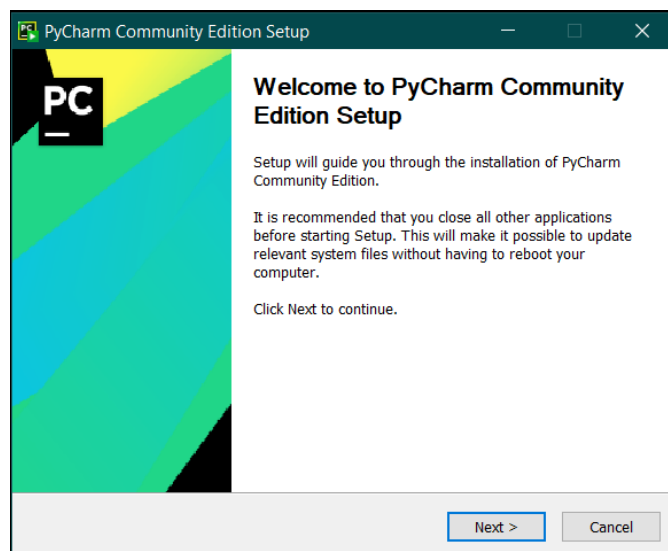 PyCharm Community Edition Setup
PC
Welcome to PyCharm Community
Edition Setup
Setup will guide you through the installation of PyCharm
Community Edition.
It is recommended that you close all other applications
before starting Setup. This will make it possible to update
relevant system files without having to reboot your
computer.
Click Next to continue.
Next >
Cancel